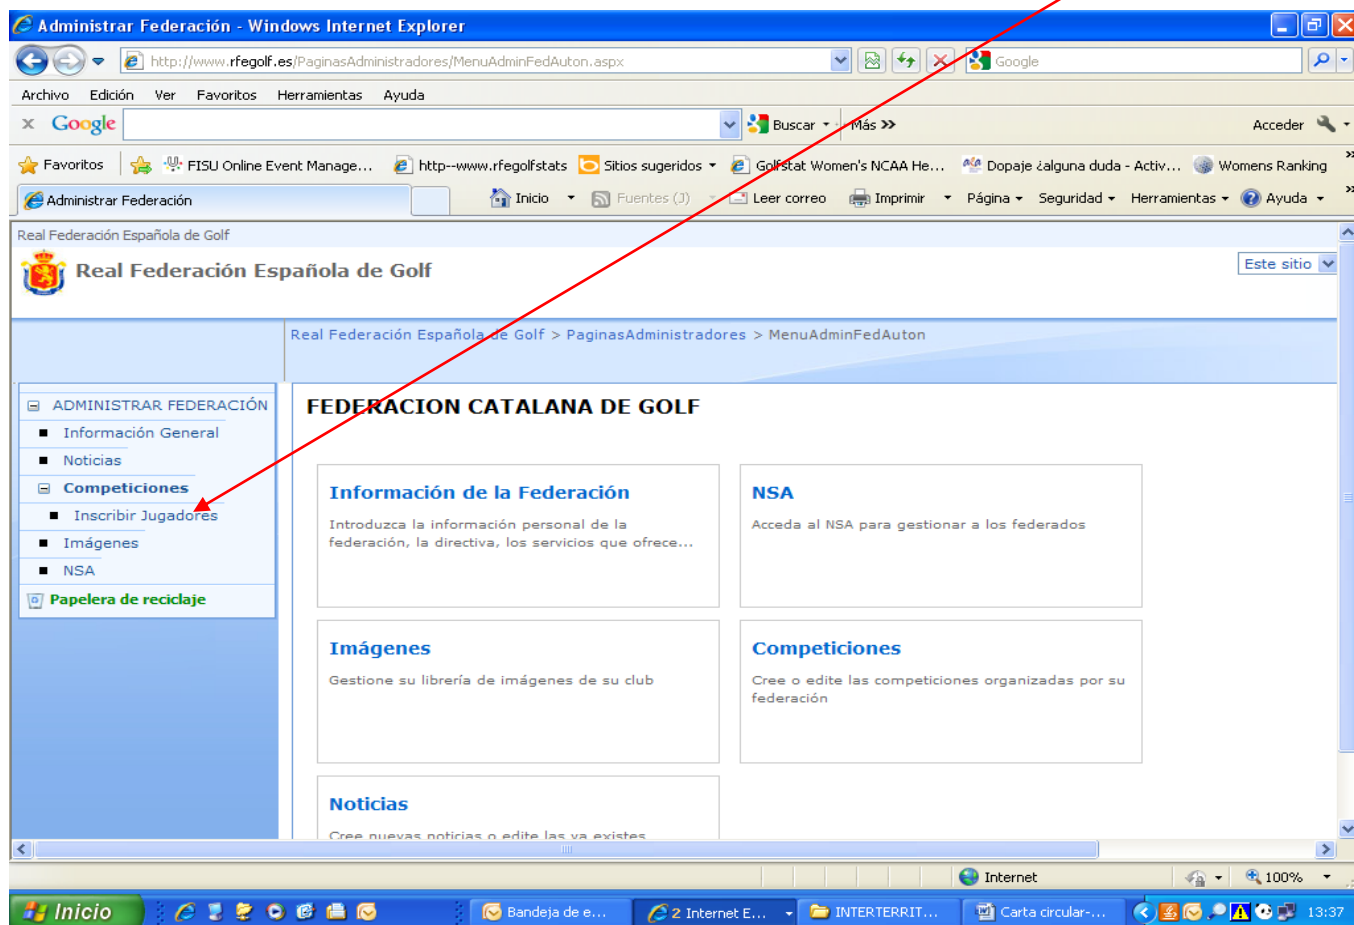 Administrar Federación - Windows Internet Explorer
http://www.rfegolf.es/PaginasAdministradores/MenuAdminFedAuton.aspx
Google
Archivo Edición Ver Favoritos Herramientas Ayuda
x Google Buscar Más >> Acceder
Favoritos FISU Online Event Manage... http--www.rfegolfstats Sitios sugeridos Golfstat Women's NCAA He... Dopaje ¿alguna duda - Activ... Womens Ranking »
Administrar Federación Inicio Fuentes (J) Leer correo Imprimir Página Seguridad Herramientas Ayuda »
Real Federación Española de Golf
Real Federación Española de Golf
Este sitio
Real Federación Española de Golf > PaginasAdministradores > MenuAdminFedAuton
ADMINISTRAR FEDERACIÓN
Información General
Noticias
Competiciones
Inscribir Jugadores
Imágenes
NSA
Papelera de reciclaje
FEDERACION CATALANA DE GOLF
Información de la Federación
Introduzca la información personal de la
federación, la directiva, los servicios que ofrece...
NSA
Acceda al NSA para gestionar a los federados
Imágenes
Gestione su librería de imágenes de su club
Competiciones
Cree o edite las competiciones organizadas por su
federación
Noticias
Cree nuevas noticias o edite las ya existes
Internet 100%
Inicio Bandeja de e... 2 Internet E... INTERTERRIT... Carta circular-... 13:37